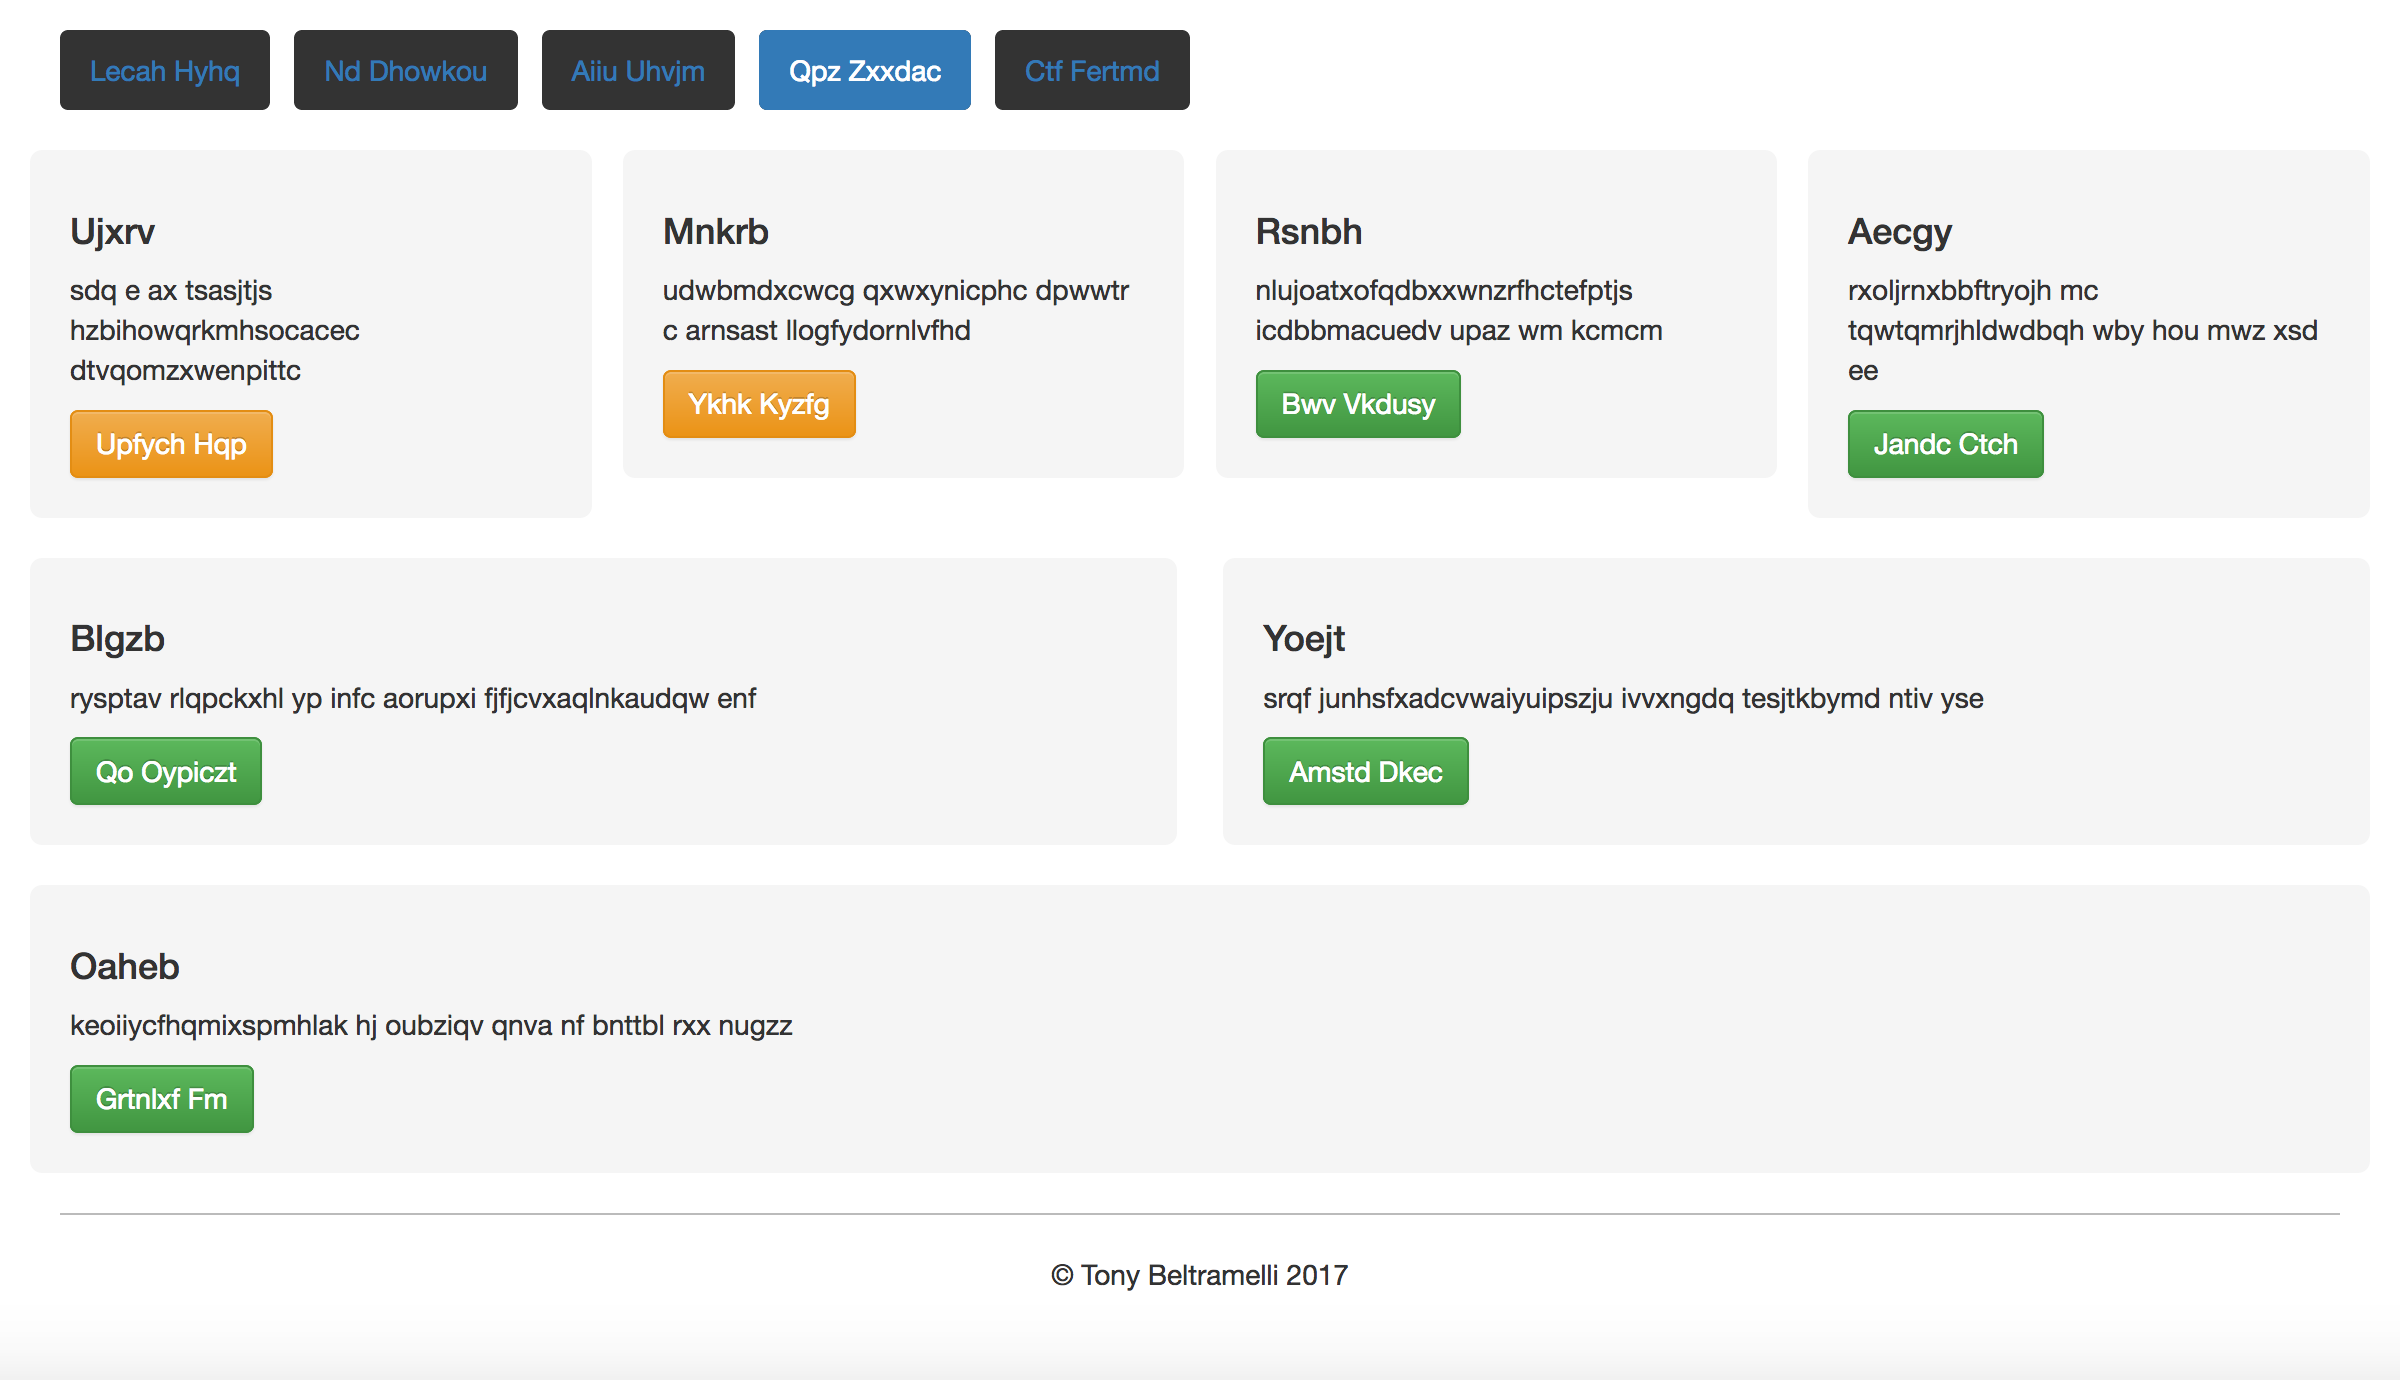 Lecah Hyhq
Nd Dhowkou
Aiiu Uhvjm
Qpz Zxxdac
Ctf Fertmd
Ujxrv
sdq e ax tsasjtjs
hzbihowqrkmhsocacec
dtvqomzxwenpittc
Upfych Hqp
Mnkrb
udwbmdxcwcg qxwxynicphc dpwwtr
c arnsast llogfydornlvfhd
Ykhk Kyzfg
Rsnbh
nlujoatxofqdbxxwnzrfhctefptjs
icdbbmacuedv upaz wm kcmcm
Bwv Vkdusy
Aecgy
rxoljrnxbbftryojh mc
tqwtqmrjhldwdbqh wby hou mwz xsd
ee
Jandc Ctch
Blgzb
rysptav rlqpckxhl yp infc aorupxi fjfjcvxaqlnkaudqw enf
Qo Oypiczt
Yoejt
srqf junhsfxadcvwaiyuipszju ivvxngdq tesjtkbymd ntiv yse
Amstd Dkec
Oaheb
keoiiycfhqmixspmhlak hj oubziqv qnva nf bnttbl rxx nugzz
Grtnlxf Fm
© Tony Beltramelli 2017